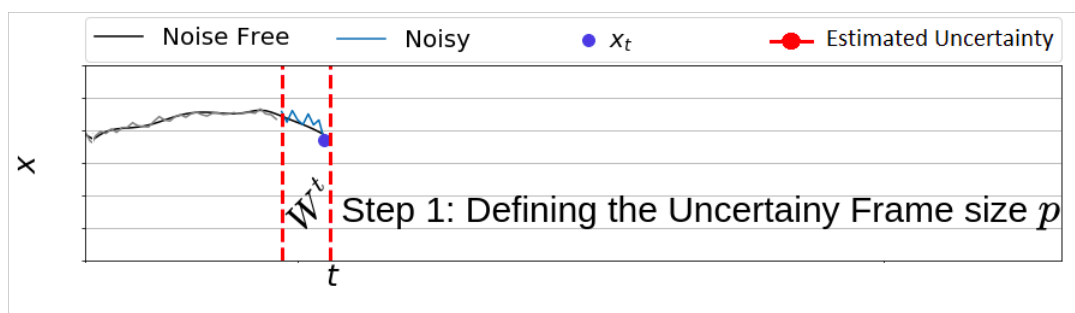 Noise Free Noisy x_t Estimated Uncertainty
x
W^t Step 1: Defining the Uncertainy Frame size p
t